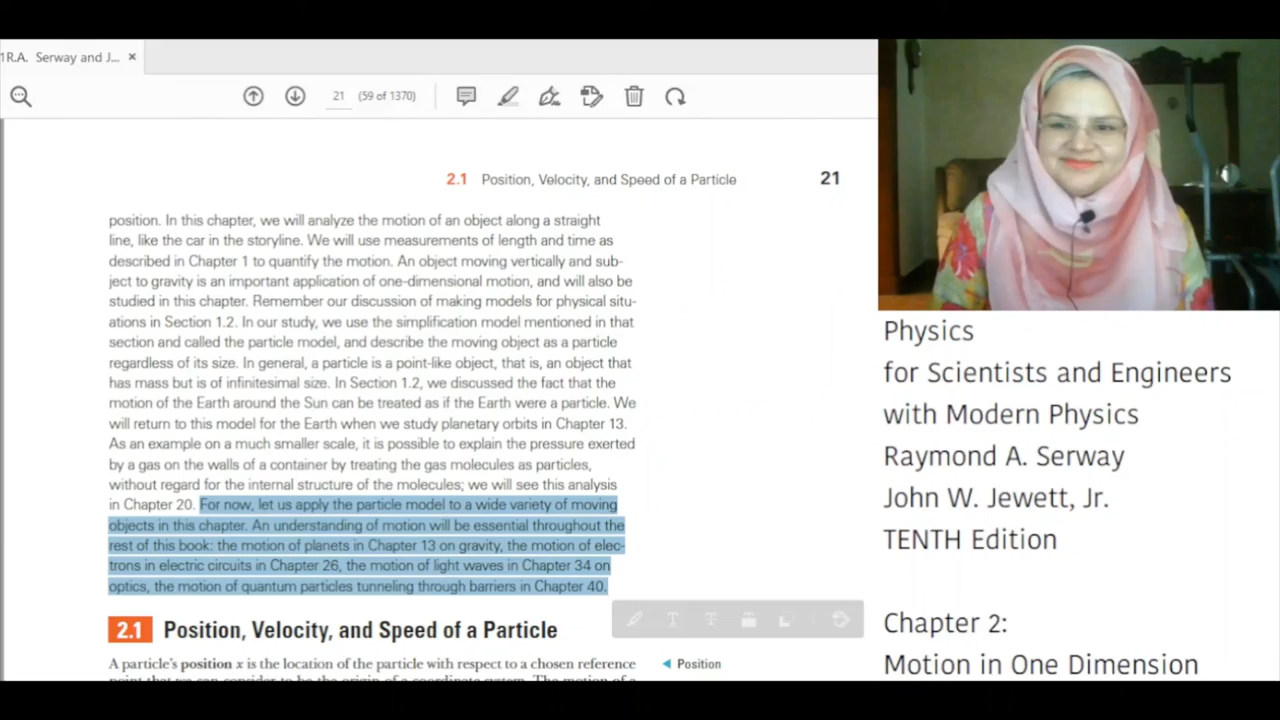 1R.A. Serway and J... ×
21 (59 of 1370)
2.1 Position, Velocity, and Speed of a Particle 21
position. In this chapter, we will analyze the motion of an object along a straight
line, like the car in the storyline. We will use measurements of length and time as
described in Chapter 1 to quantify the motion. An object moving vertically and sub-
ject to gravity is an important application of one-dimensional motion, and will also be
studied in this chapter. Remember our discussion of making models for physical situ-
ations in Section 1.2. In our study, we use the simplification model mentioned in that
section and called the particle model, and describe the moving object as a particle
regardless of its size. In general, a particle is a point-like object, that is, an object that
has mass but is of infinitesimal size. In Section 1.2, we discussed the fact that the
motion of the Earth around the Sun can be treated as if the Earth were a particle. We
will return to this model for the Earth when we study planetary orbits in Chapter 13.
As an example on a much smaller scale, it is possible to explain the pressure exerted
by a gas on the walls of a container by treating the gas molecules as particles,
without regard for the internal structure of the molecules; we will see this analysis
in Chapter 20. For now, let us apply the particle model to a wide variety of moving
objects in this chapter. An understanding of motion will be essential throughout the
rest of this book: the motion of planets in Chapter 13 on gravity, the motion of elec-
trons in electric circuits in Chapter 26, the motion of light waves in Chapter 34 on
optics, the motion of quantum particles tunneling through barriers in Chapter 40.
2.1 Position, Velocity, and Speed of a Particle
A particle's position x is the location of the particle with respect to a chosen reference
◀ Position
point that we can consider to be the origin of a coordinate system. The motion of a
Physics
for Scientists and Engineers
with Modern Physics
Raymond A. Serway
John W. Jewett, Jr.
TENTH Edition
Chapter 2:
Motion in One Dimension